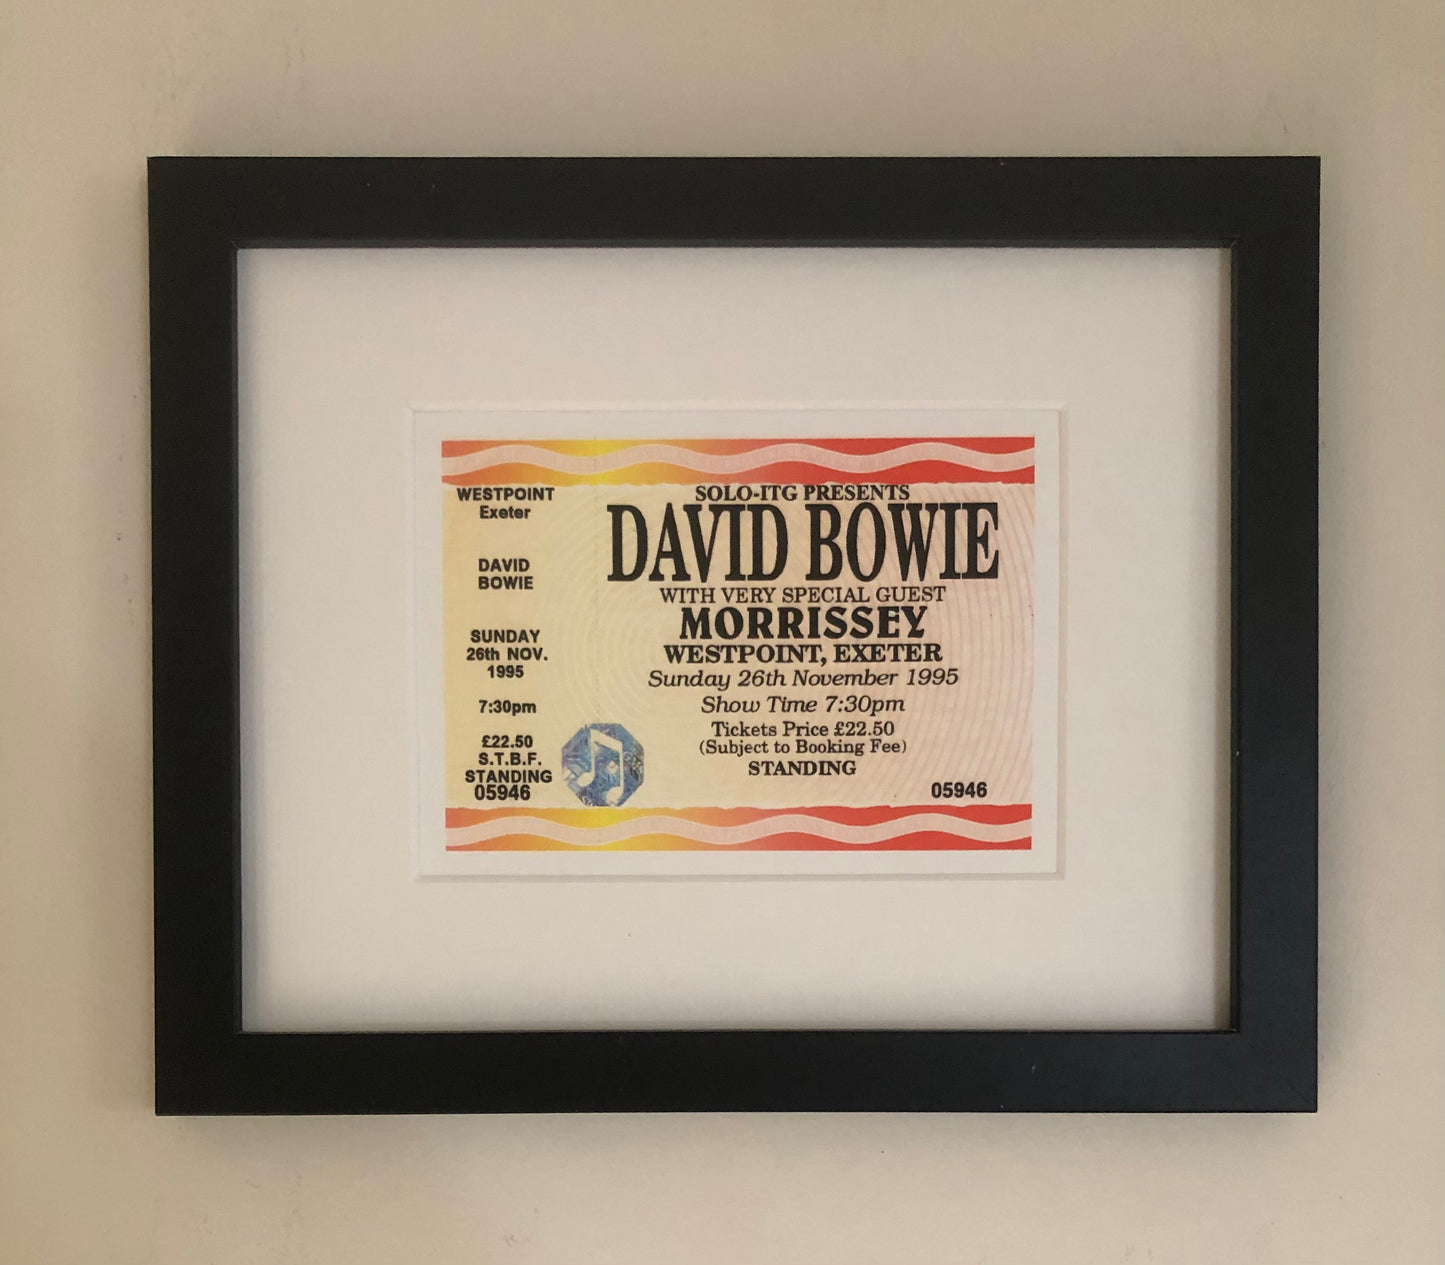 WESTPOINT
Exeter
DAVID
BOWIE
SUNDAY
26th NOV.
1995
7:30pm
£22.50
S.T.B.F.
STANDING
05946
SOLO-ITG PRESENTS
DAVID BOWIE
WITH VERY SPECIAL GUEST
MORRISSEY
WESTPOINT, EXETER
Sunday 26th November 1995
Show Time 7:30pm
Tickets Price £22.50
(Subject to Booking Fee)
STANDING
05946